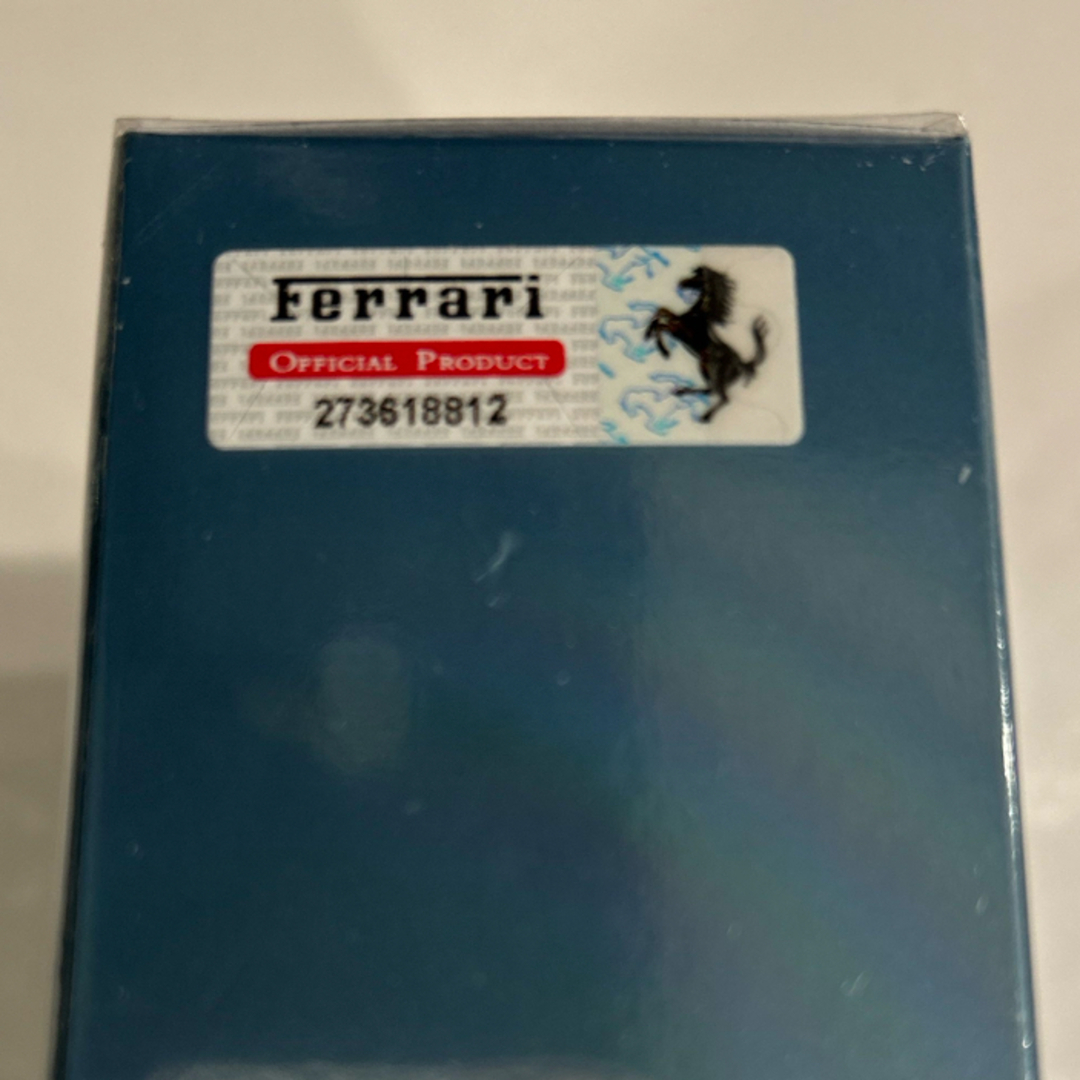 Ferrari
OFFICIAL PRODUCT
273618812